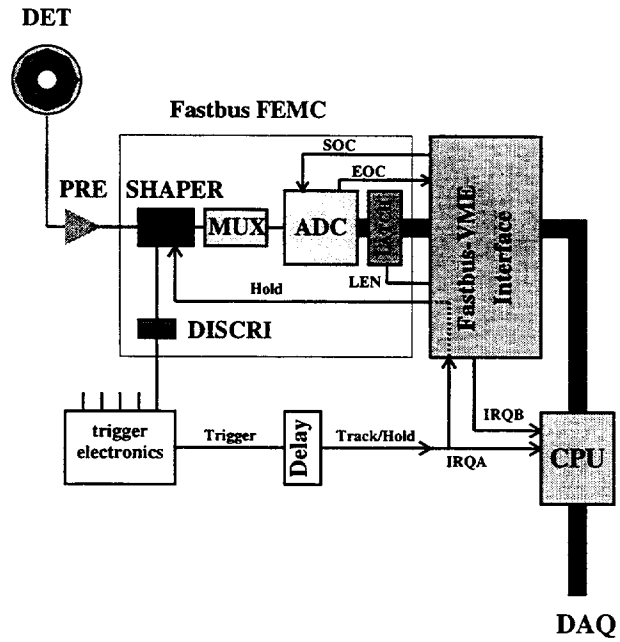 DET
Fastbus FEMC
SOC
EOC
PRE
SHAPER
MUX
ADC
LATCH
Fastbus-VME
Interface
LEN
Hold
DISCRI
IRQB
trigger
electronics
Trigger
Delay
Track/Hold
IRQA
CPU
DAQ